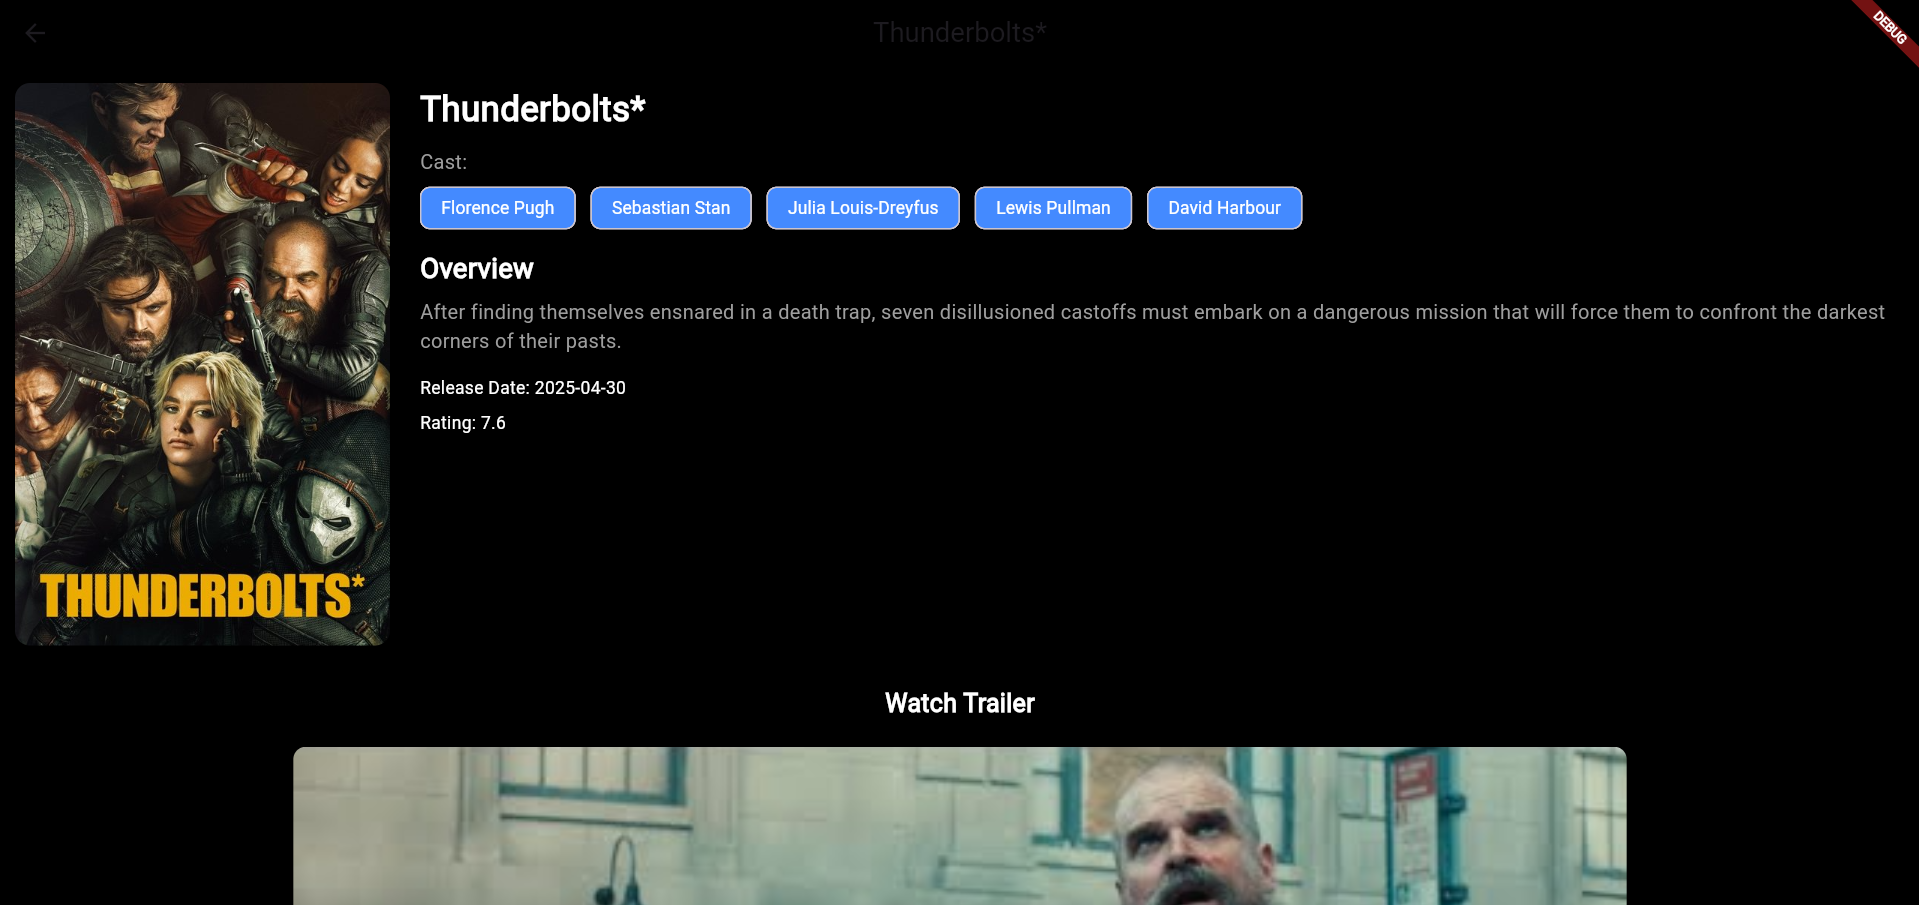 Thunderbolts*
DEBUG
Thunderbolts*
Cast:
Florence Pugh Sebastian Stan Julia Louis-Dreyfus Lewis Pullman David Harbour
Overview
After finding themselves ensnared in a death trap, seven disillusioned castoffs must embark on a dangerous mission that will force them to confront the darkest
corners of their pasts.
Release Date: 2025-04-30
Rating: 7.6
THUNDERBOLTS*
Watch Trailer